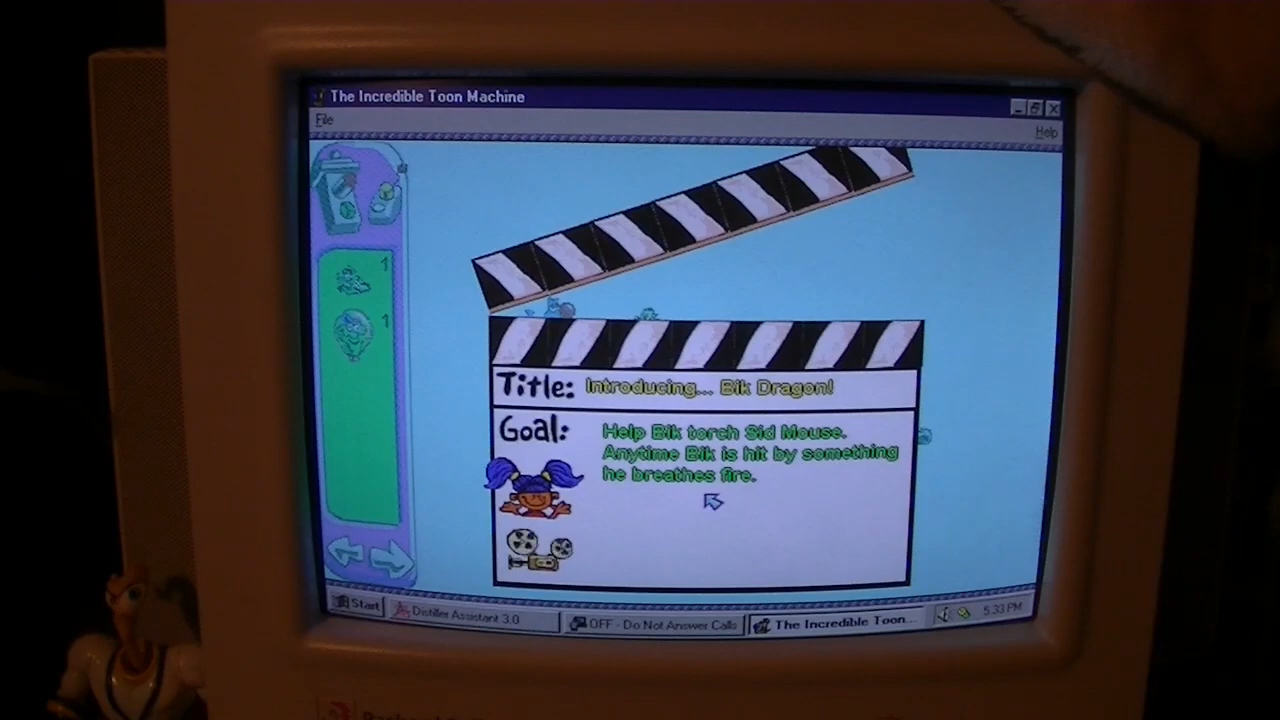 The Incredible Toon Machine
File
Help
1
1
Title: Introducing... Bik Dragon!
Goal: Help Bik torch Sid Mouse.
Anytime Bik is hit by something
he breathes fire.
Start
Distiller Assistant 3.0
OFF - Do Not Answer Calls
The Incredible Toon...
5:33 PM